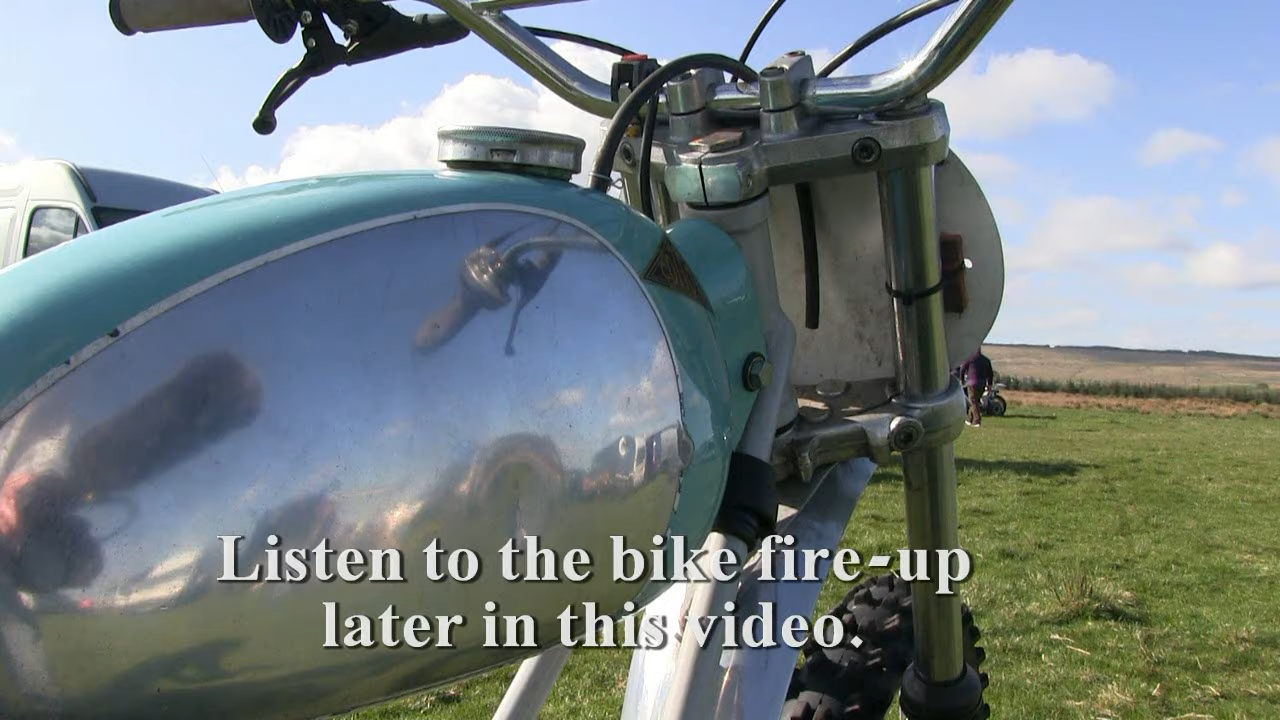 Listen to the bike fire-up
later in this video.